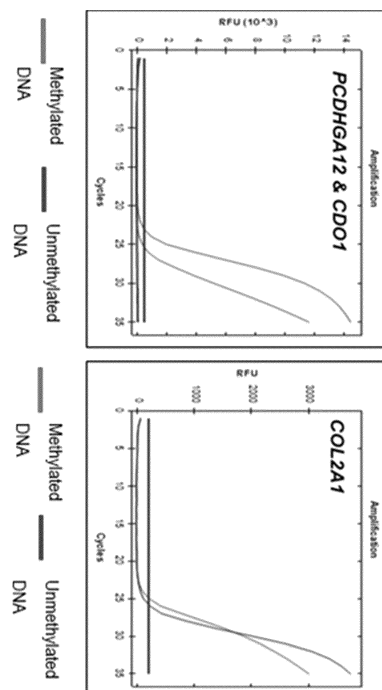 Amplification
PCDHGA12 & CDO1
RFU (10^3)
14
12
10
8
6
4
2
0
0 5 10 15 20 25 30 35
Cycles
Methylated DNA
Unmethylated DNA
Amplification
COL2A1
RFU
3000
2000
1000
0
0 5 10 15 20 25 30 35
Cycles
Methylated DNA
Unmethylated DNA